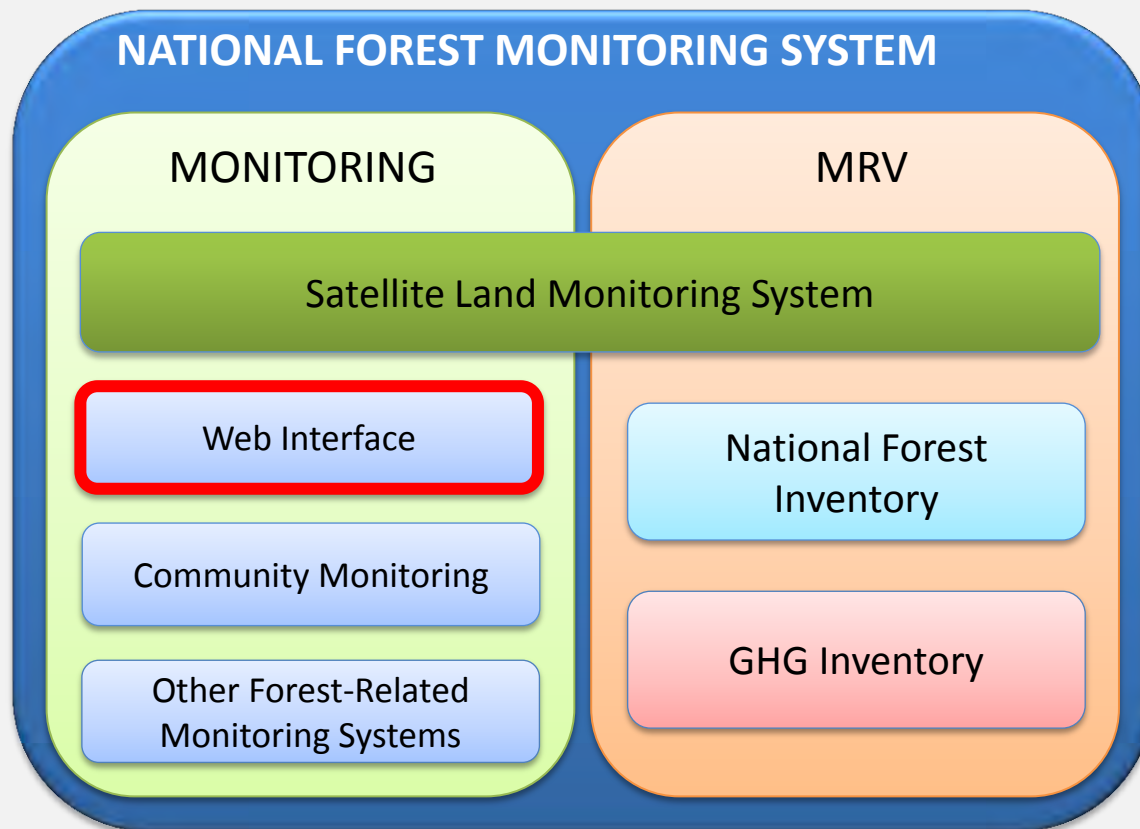 NATIONAL FOREST MONITORING SYSTEM
MONITORING
MRV
Satellite Land Monitoring System
Web Interface
Community Monitoring
Other Forest-Related
Monitoring Systems
National Forest
Inventory
GHG Inventory